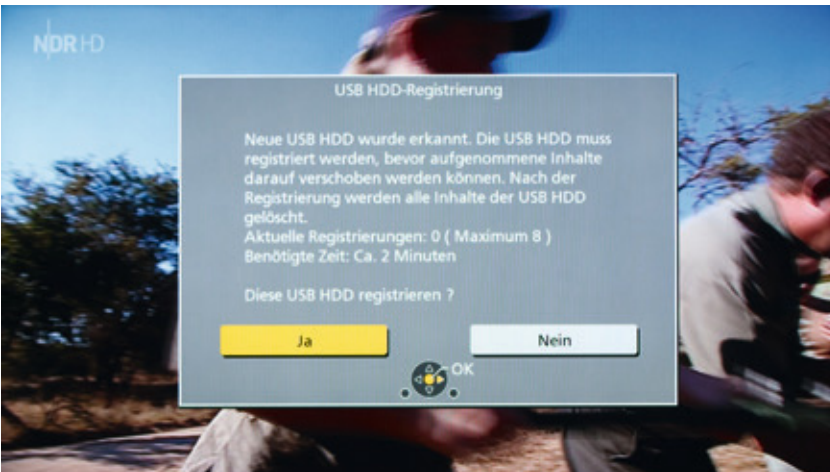 NDR HD
USB HDD-Registrierung
Neue USB HDD wurde erkannt. Die USB HDD muss
registriert werden, bevor aufgenommene Inhalte
darauf verschoben werden können. Nach der
Registrierung werden alle Inhalte der USB HDD
gelöscht.
Aktuelle Registrierungen: 0 ( Maximum 8 )
Benötigte Zeit: Ca. 2 Minuten
Diese USB HDD registrieren ?
Ja
Nein
OK